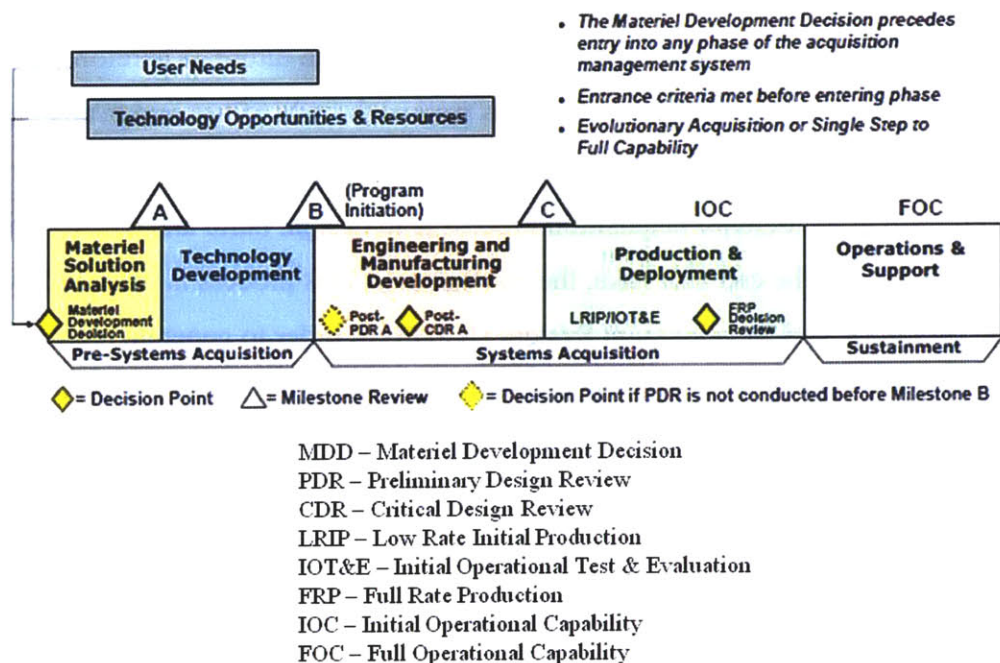 • The Materiel Development Decision precedes
entry into any phase of the acquisition
management system
• Entrance criteria met before entering phase
• Evolutionary Acquisition or Single Step to
Full Capability
User Needs
Technology Opportunities & Resources
A
B
(Program
Initiation)
C
IOC
FOC
Materiel
Solution
Analysis
Materiel
Development
Decision
Technology
Development
Engineering and
Manufacturing
Development
Post-
PDR A
Post-
CDR A
Production &
Deployment
LRIP/IOT&E
FRP
Decision
Review
Operations &
Support
Pre-Systems Acquisition
Systems Acquisition
Sustainment
= Decision Point
= Milestone Review
= Decision Point if PDR is not conducted before Milestone B
MDD – Materiel Development Decision
PDR – Preliminary Design Review
CDR – Critical Design Review
LRIP – Low Rate Initial Production
IOT&E – Initial Operational Test & Evaluation
FRP – Full Rate Production
IOC – Initial Operational Capability
FOC – Full Operational Capability